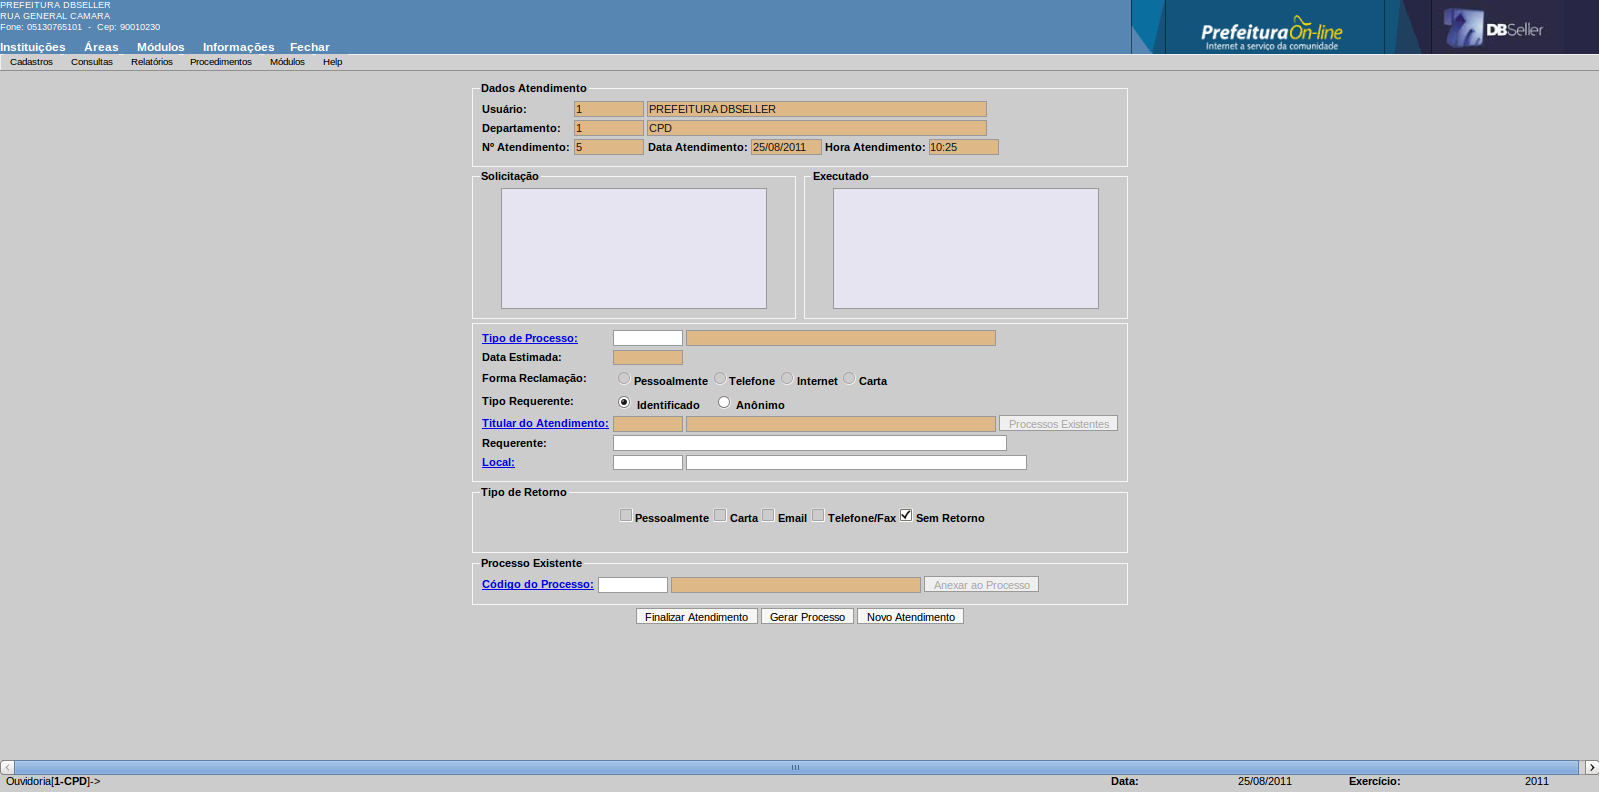 PREFEITURA DBSELLER
RUA GENERAL CAMARA
Fone: 05130765101 - Cep: 90010230
Prefeitura On-line
Internet a serviço da comunidade
DBSeller
Instituições Áreas Módulos Informações Fechar
Cadastros Consultas Relatórios Procedimentos Módulos Help
Dados Atendimento
Usuário: 1 PREFEITURA DBSELLER
Departamento: 1 CPD
Nº Atendimento: 5 Data Atendimento: 25/08/2011 Hora Atendimento: 10:25
Solicitação Executado
Tipo de Processo:
Data Estimada:
Forma Reclamação: Pessoalmente Telefone Internet Carta
Tipo Requerente: Identificado Anônimo
Titular do Atendimento: Processos Existentes
Requerente:
Local:
Tipo de Retorno
Pessoalmente Carta Email Telefone/Fax Sem Retorno
Processo Existente
Código do Processo: Anexar ao Processo
Finalizar Atendimento Gerar Processo Novo Atendimento
Ouvidoria[1-CPD]-> Data: 25/08/2011 Exercício: 2011